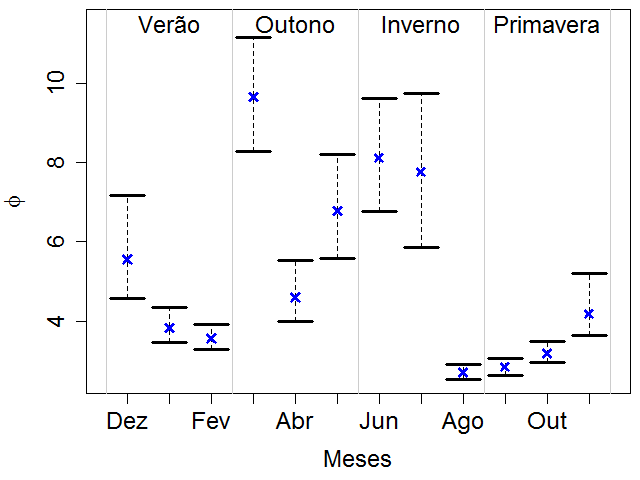 Verão Outono Inverno Primavera
10
8
6
4
ϕ
Dez Fev Abr Jun Ago Out
Meses